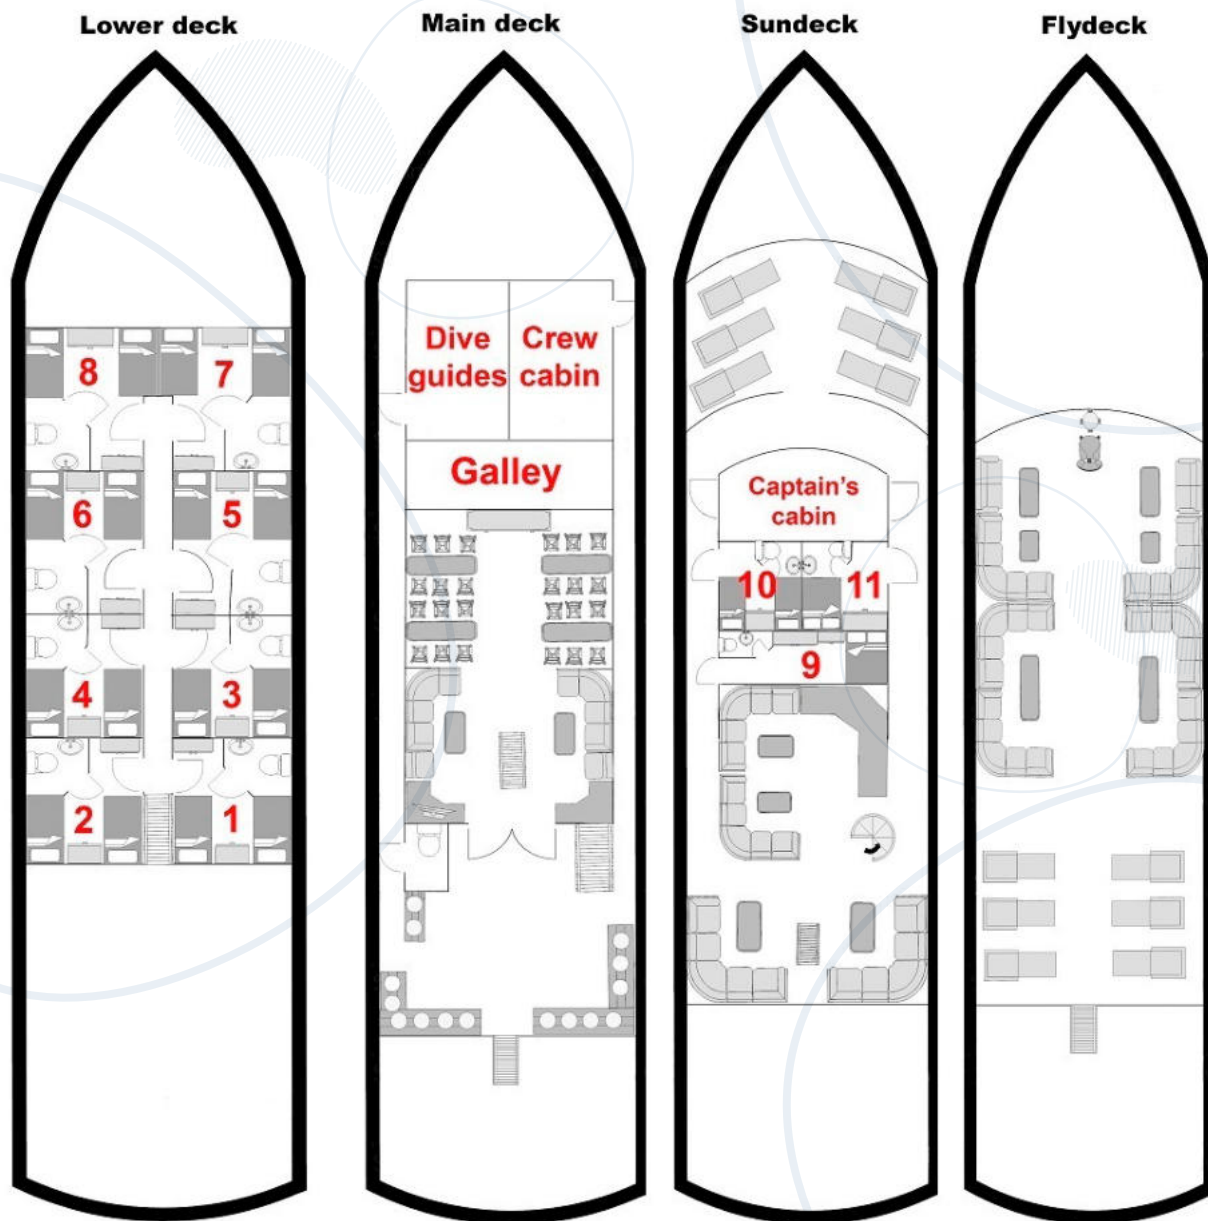 Lower deck
Main deck
Sundeck
Flydeck
8
7
6
5
4
3
2
1
Dive
guides
Crew
cabin
Galley
Captain's
cabin
10
11
9